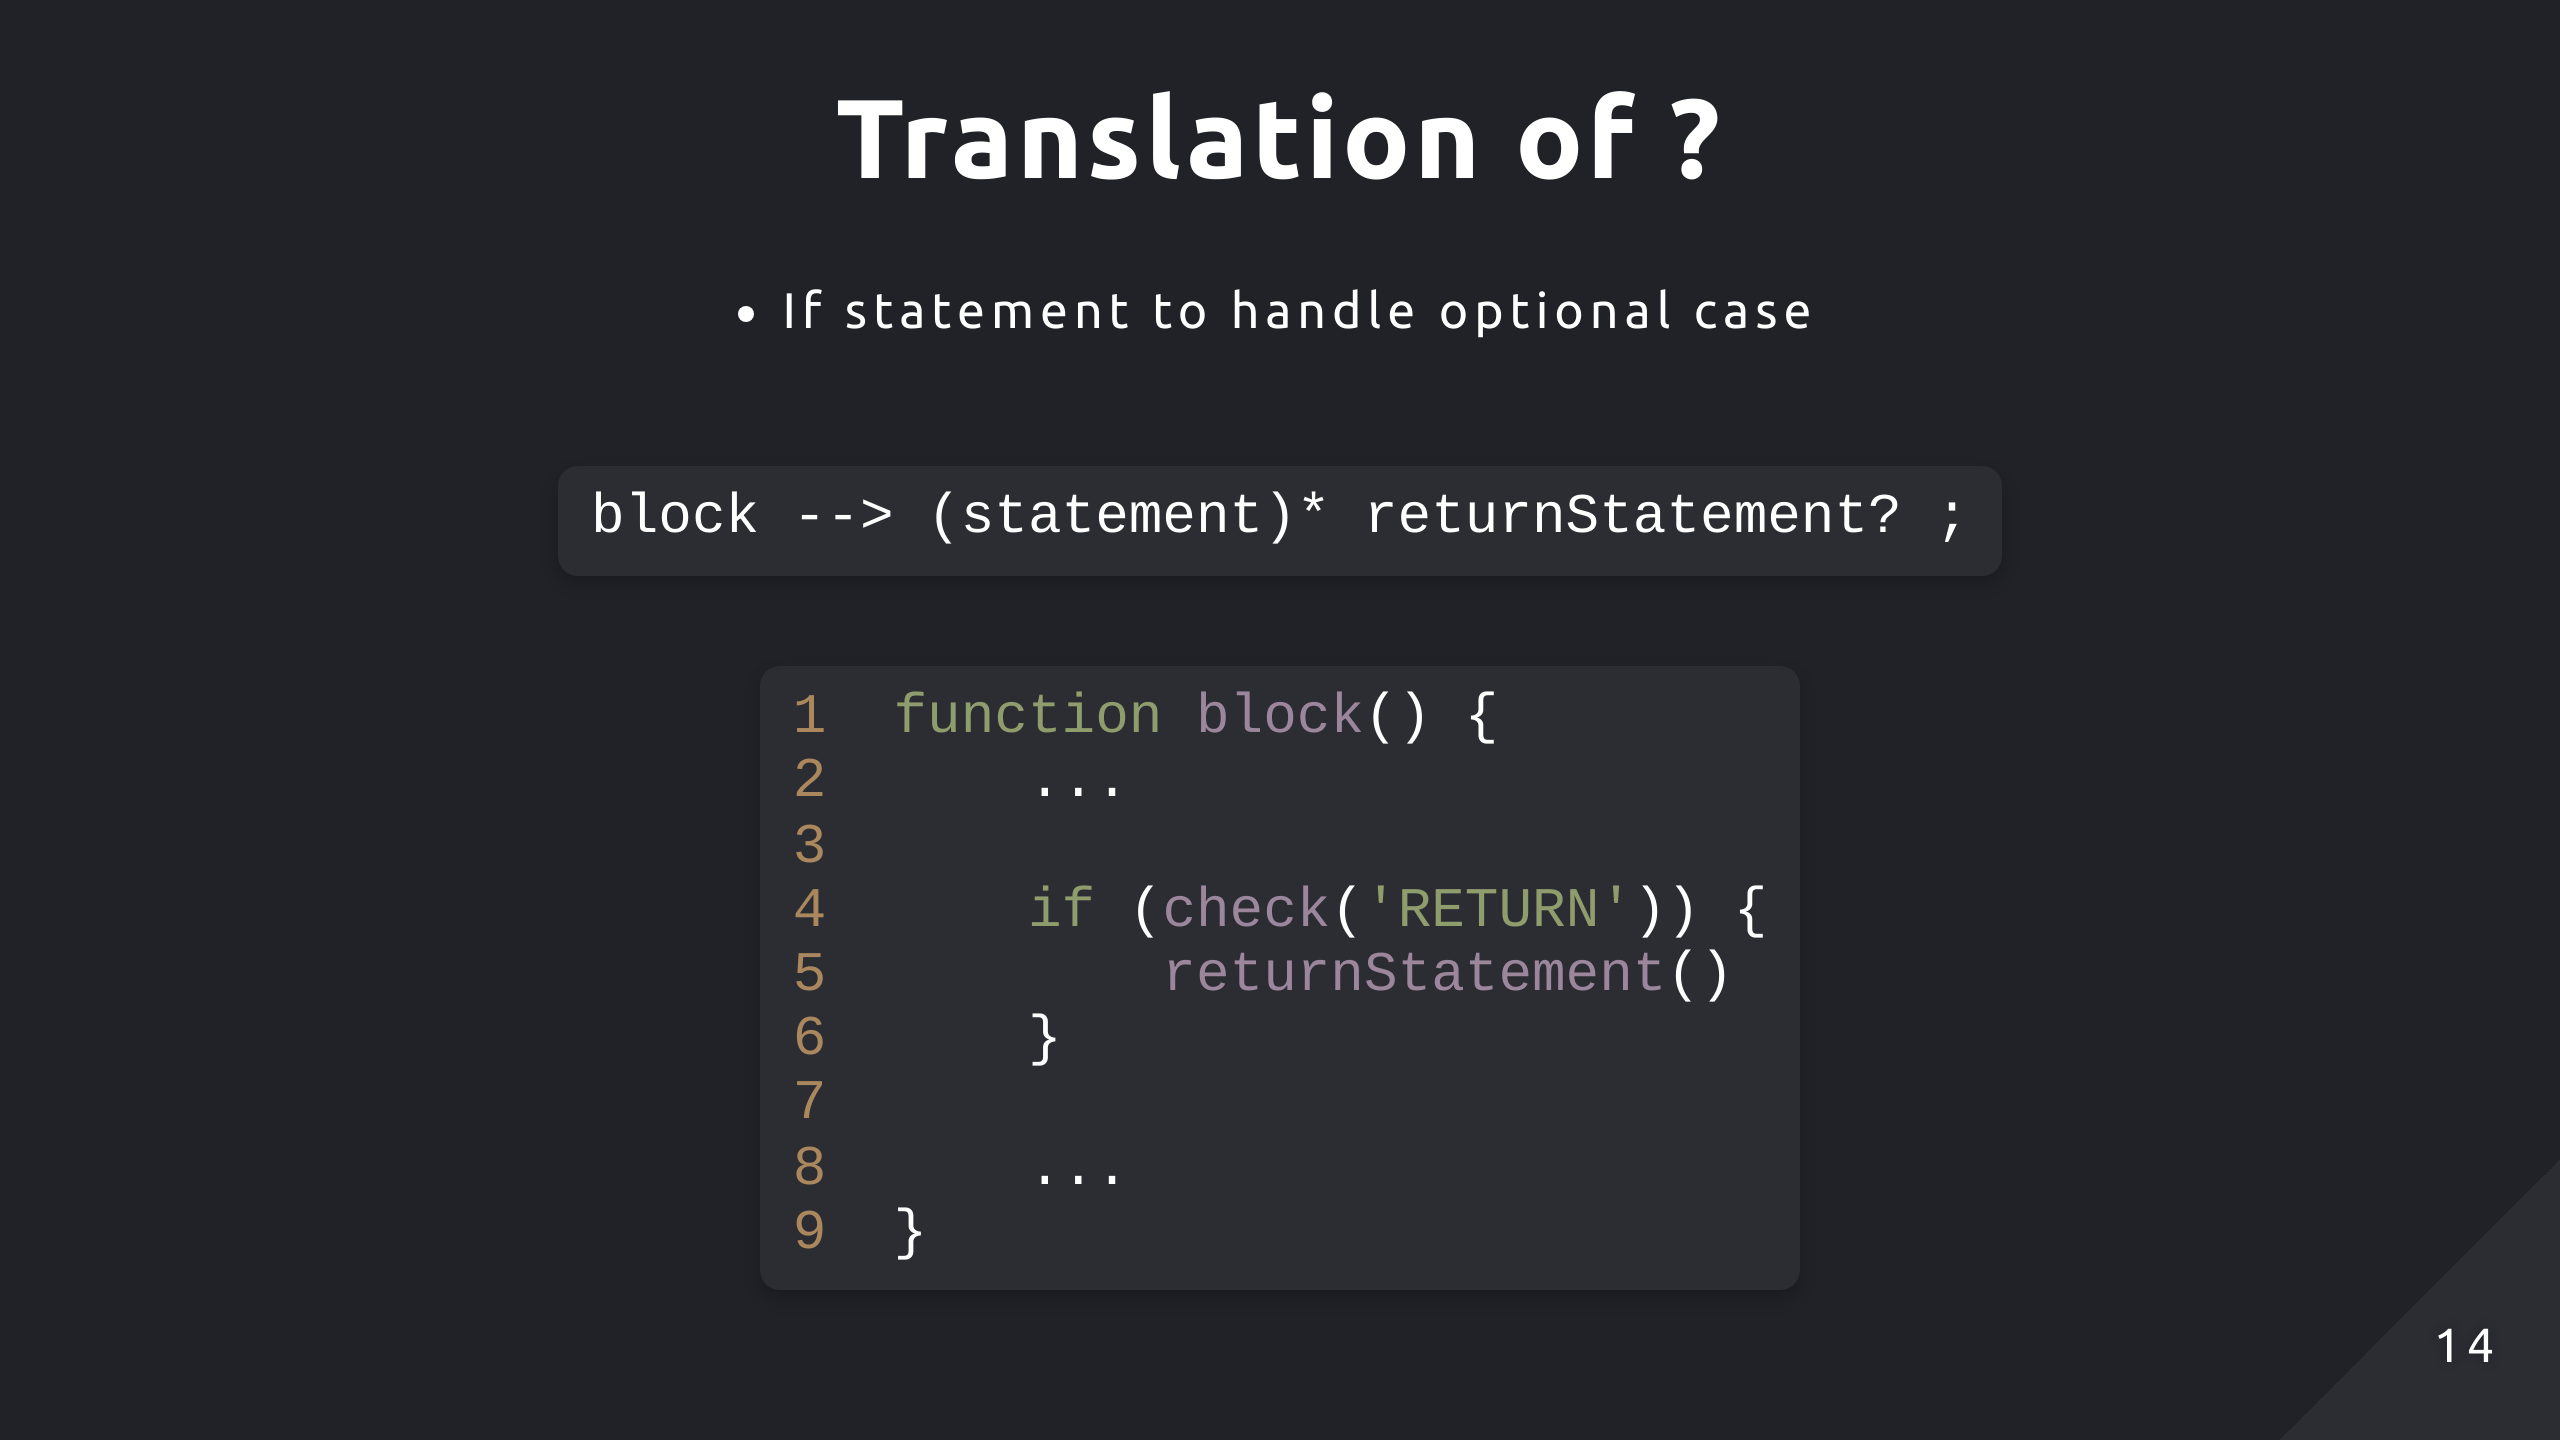 Translation of ?
• If statement to handle optional case
block --> (statement)* returnStatement? ;
1  function block() {
2      ...
3
4      if (check('RETURN')) {
5          returnStatement()
6      }
7
8      ...
9  }
14